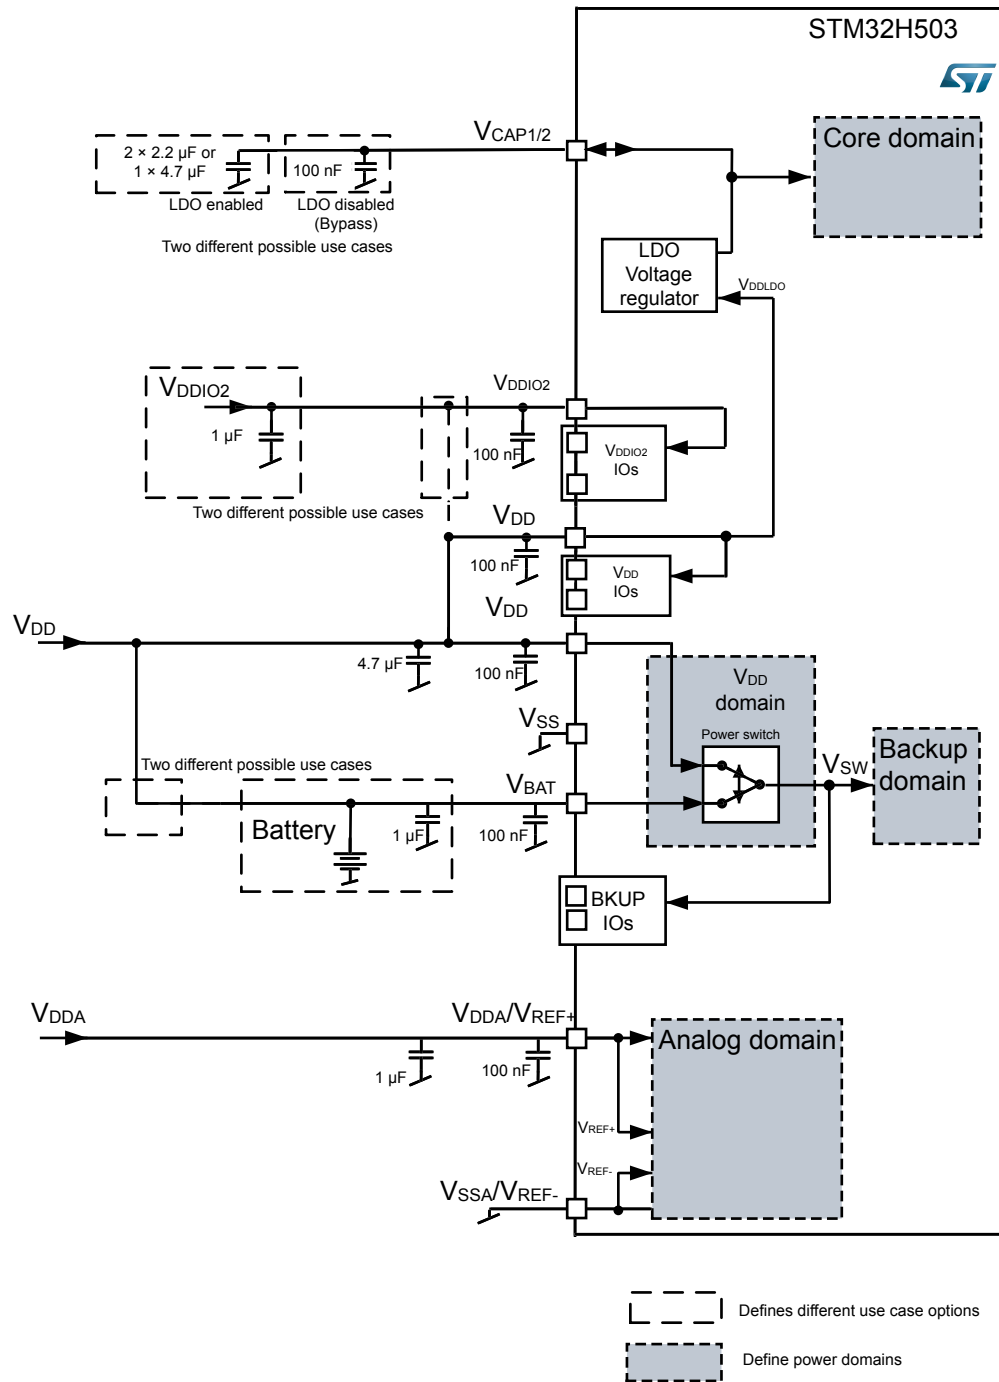 STM32H503
ST
VCAP1/2
Core domain
2 × 2.2 µF or
1 × 4.7 µF
100 nF
LDO enabled
LDO disabled
(Bypass)
Two different possible use cases
LDO
Voltage
regulator
VDDLDO
VDDIO2
VDDIO2
1 µF
100 nF
VDDIO2
IOs
Two different possible use cases
VDD
100 nF
VDD
IOs
VDD
VDD
4.7 µF
100 nF
VDD
domain
VSS
Power switch
Two different possible use cases
VBAT
VSW
Backup
domain
Battery
1 µF
100 nF
BKUP
IOs
VDDA
VDDA/VREF+
Analog domain
1 µF
100 nF
VREF+
VREF-
VSSA/VREF-
Defines different use case options
Define power domains